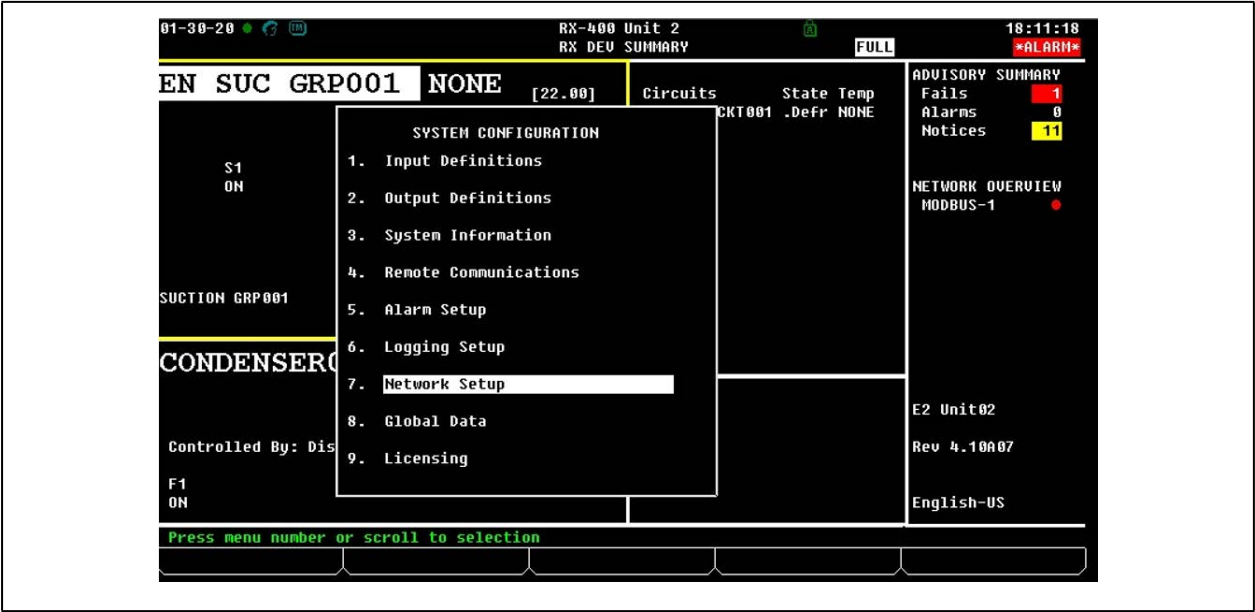 01-30-20 RX-400 Unit 2 18:11:18
RX DEV SUMMARY FULL *ALARM*
EN SUC GRP001 NONE [22.00]
Circuits State Temp
CKT001 .Defr NONE
S1
ON
SUCTION GRP001
CONDENSER
Controlled By: Dis
F1
ON
SYSTEM CONFIGURATION
1. Input Definitions
2. Output Definitions
3. System Information
4. Remote Communications
5. Alarm Setup
6. Logging Setup
7. Network Setup
8. Global Data
9. Licensing
ADVISORY SUMMARY
Fails 1
Alarms 0
Notices 11
NETWORK OVERVIEW
MODBUS-1
E2 Unit02
Rev 4.10A07
English-US
Press menu number or scroll to selection